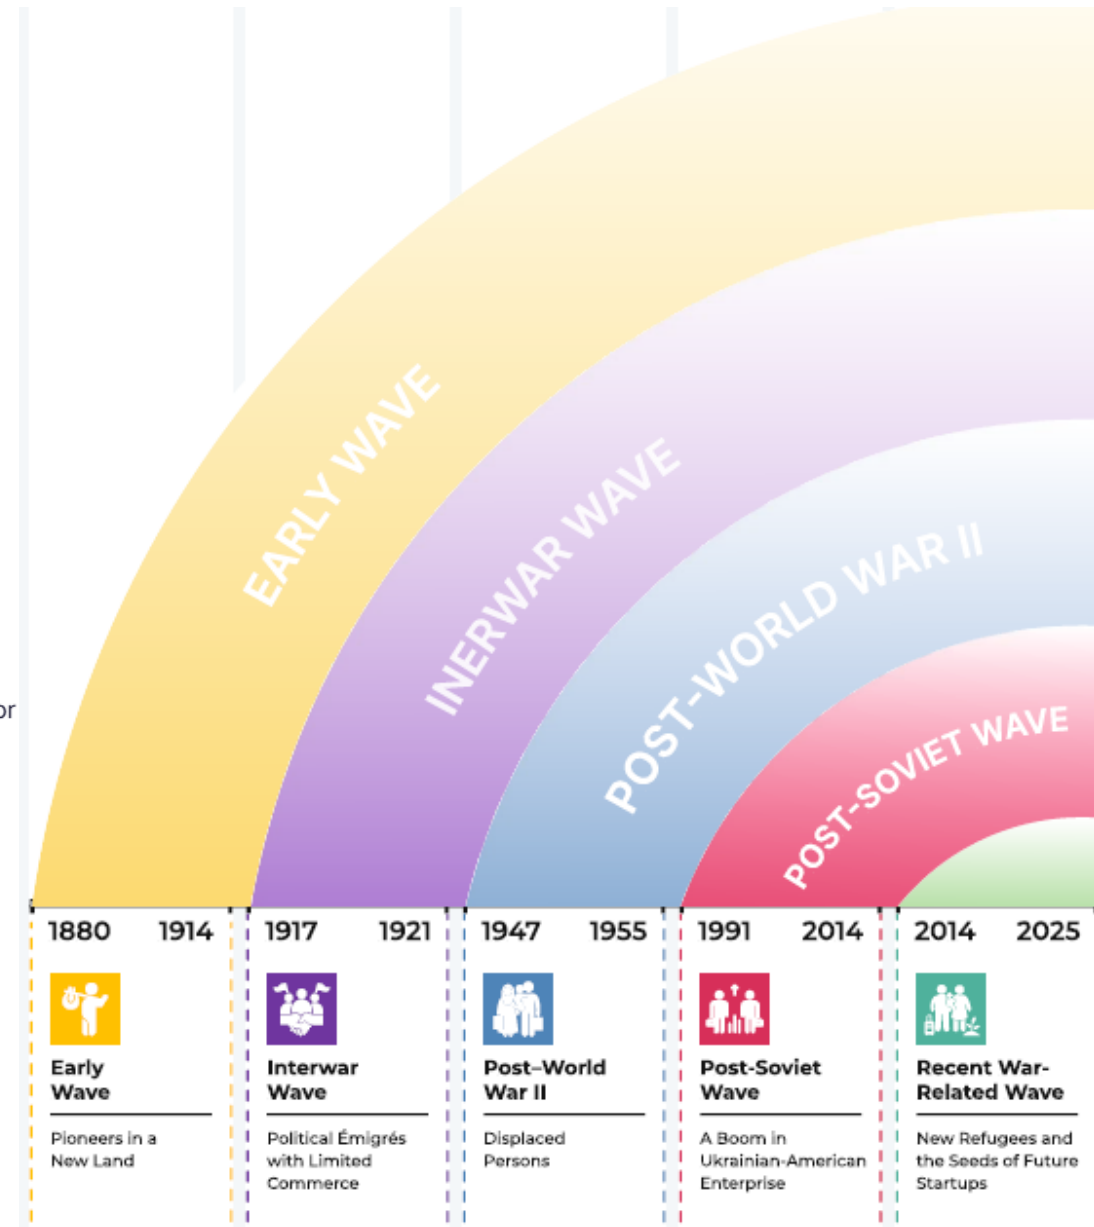 EARLY WAVE
INERWAR WAVE
POST-WORLD WAR II
POST-SOVIET WAVE
or
1880 1914
1917 1921
1947 1955
1991 2014
2014 2025
Early
Wave
Pioneers in a
New Land
Interwar
Wave
Political Émigrés
with Limited
Commerce
Post–World
War II
Displaced
Persons
Post-Soviet
Wave
A Boom in
Ukrainian-American
Enterprise
Recent War-
Related Wave
New Refugees and
the Seeds of Future
Startups